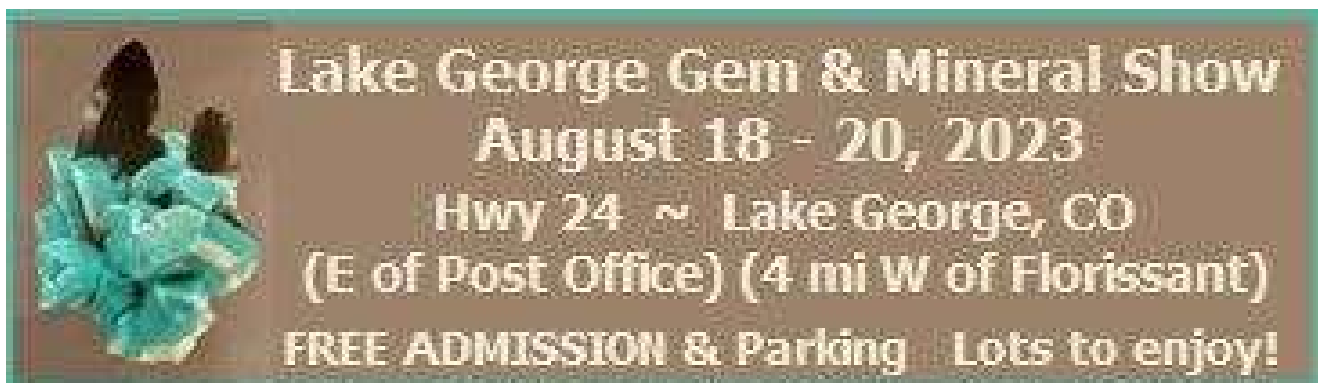 Lake George Gem & Mineral Show
August 18 - 20, 2023
Hwy 24 ~ Lake George, CO
(E of Post Office) (4 mi W of Florissant)
FREE ADMISSION & Parking Lots to enjoy!